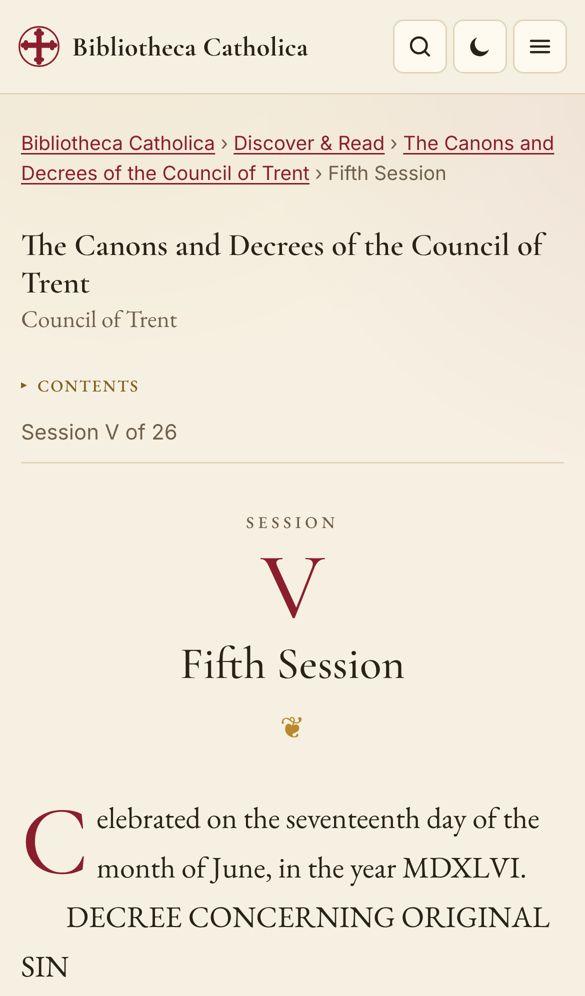 Bibliotheca Catholica
Bibliotheca Catholica › Discover & Read › The Canons and
Decrees of the Council of Trent › Fifth Session
The Canons and Decrees of the Council of
Trent
Council of Trent
▸ CONTENTS
Session V of 26
SESSION
V
Fifth Session
❦
Celebrated on the seventeenth day of the
month of June, in the year MDXLVI.
DECREE CONCERNING ORIGINAL
SIN